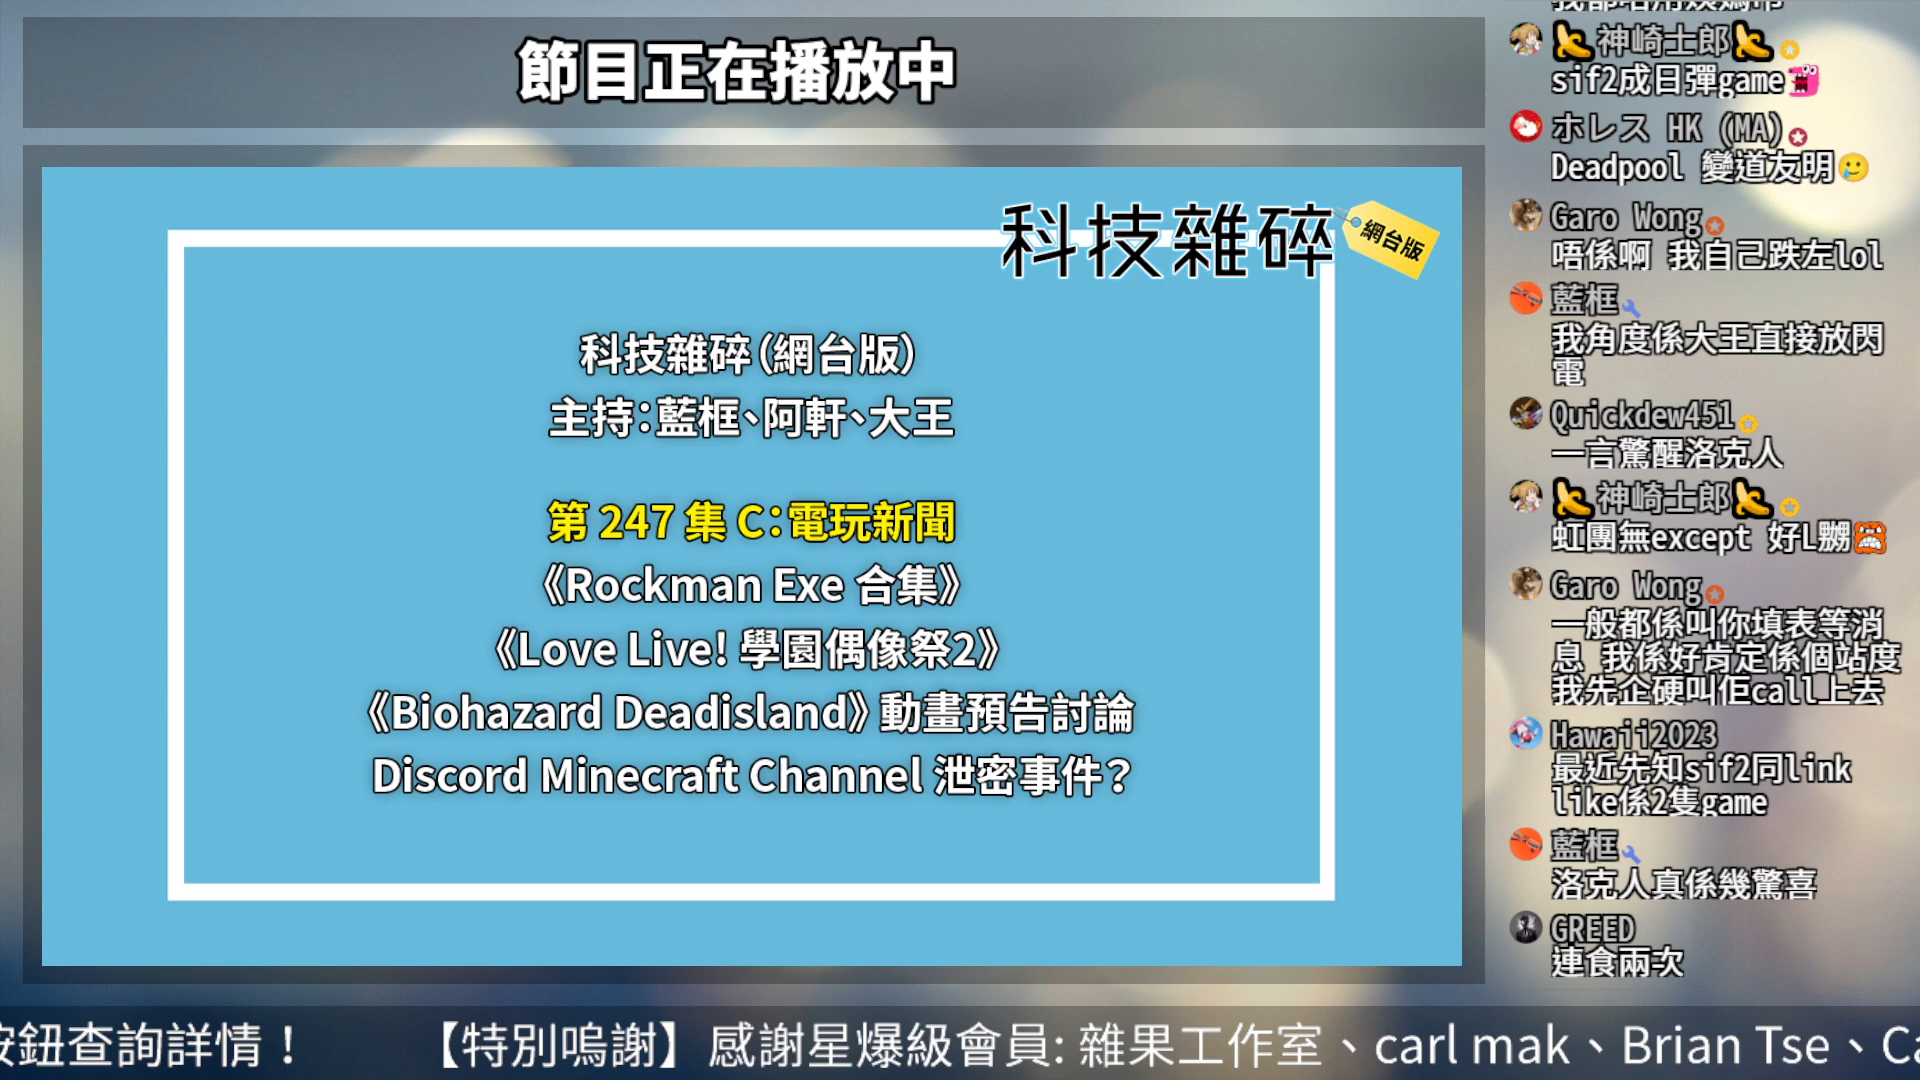 節目正在播放中
科技雜碎
網台版
科技雜碎（網台版）
主持：藍框、阿軒、大王
第 247 集 C：電玩新聞
《Rockman Exe 合集》
《Love Live! 學園偶像祭2》
《Biohazard Deadisland》動畫預告討論
Discord Minecraft Channel 泄密事件？
神崎士郎
sif2成日彈game
ホレス HK (MA)
Deadpool 變道友明
Garo Wong
唔係啊 我自己跌左lol
藍框
我角度係大王直接放閃
電
Quickdew451
一言驚醒洛克人
神崎士郎
虹團無except 好L嬲
Garo Wong
一般都係叫你填表等消
息 我係好肯定係個站度
我先企硬叫佢call上去
Hawaii2023
最近先知sif2同link
like係2隻game
藍框
洛克人真係幾驚喜
GREED
連食兩次
鈕查詢詳情！ 【特別嗚謝】感謝星爆級會員: 雜果工作室、carl mak、Brian Tse、